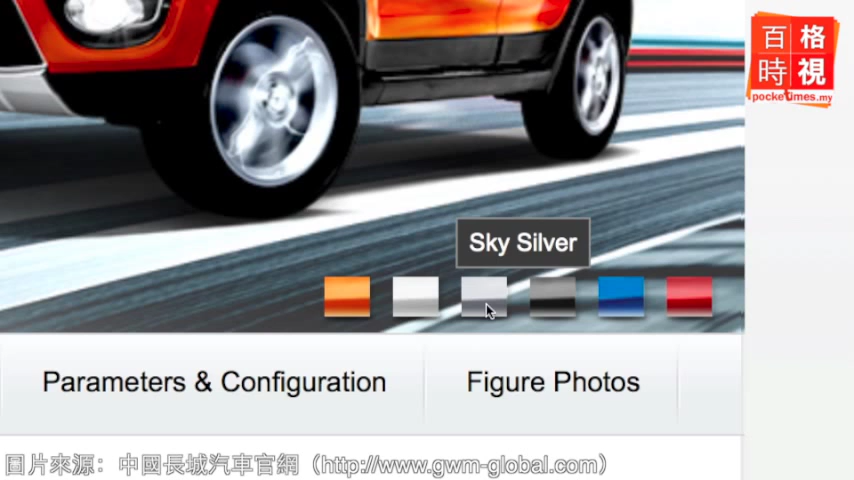 百格
時視
pocketimes.my
Sky Silver
Parameters & Configuration
Figure Photos
圖片來源：中國長城汽車官網（http://www.gwm-global.com）